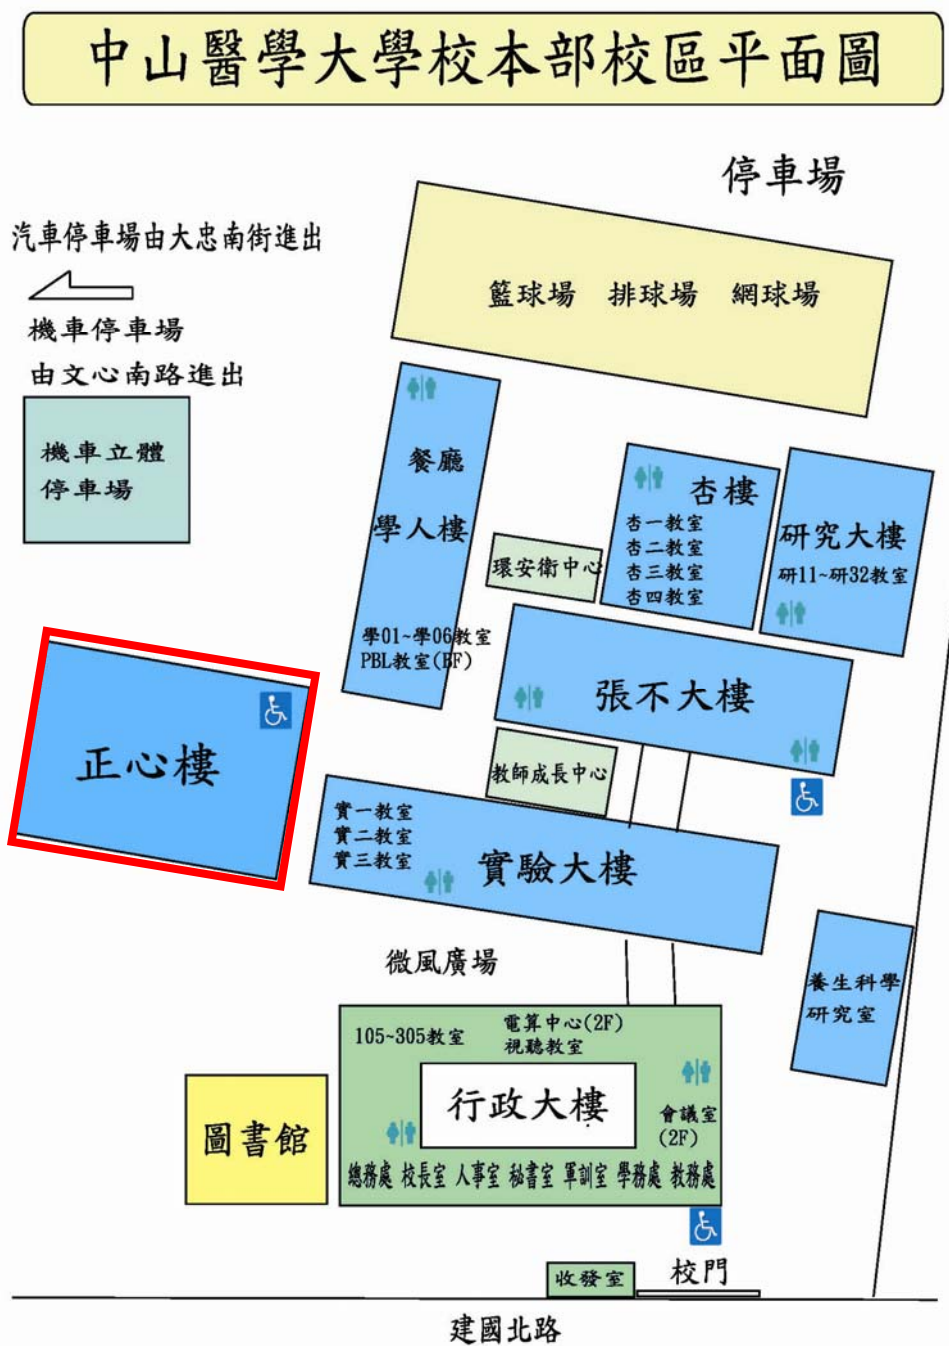 中山醫學大學校本部校區平面圖
停車場
汽車停車場由大忠南街進出
機車停車場
由文心南路進出
機車立體
停車場
籃球場 排球場 網球場
餐廳
學人樓
學01~學06教室
PBL教室(BF)
環安衛中心
杏樓
杏一教室
杏二教室
杏三教室
杏四教室
研究大樓
研11~研32教室
張不大樓
正心樓
教師成長中心
實一教室
實二教室
實三教室
實驗大樓
微風廣場
養生科學
研究室
105~305教室
電算中心(2F)
視聽教室
行政大樓
會議室
(2F)
總務處 校長室 人事室 秘書室 軍訓室 學務處 教務處
圖書館
收發室
校門
建國北路